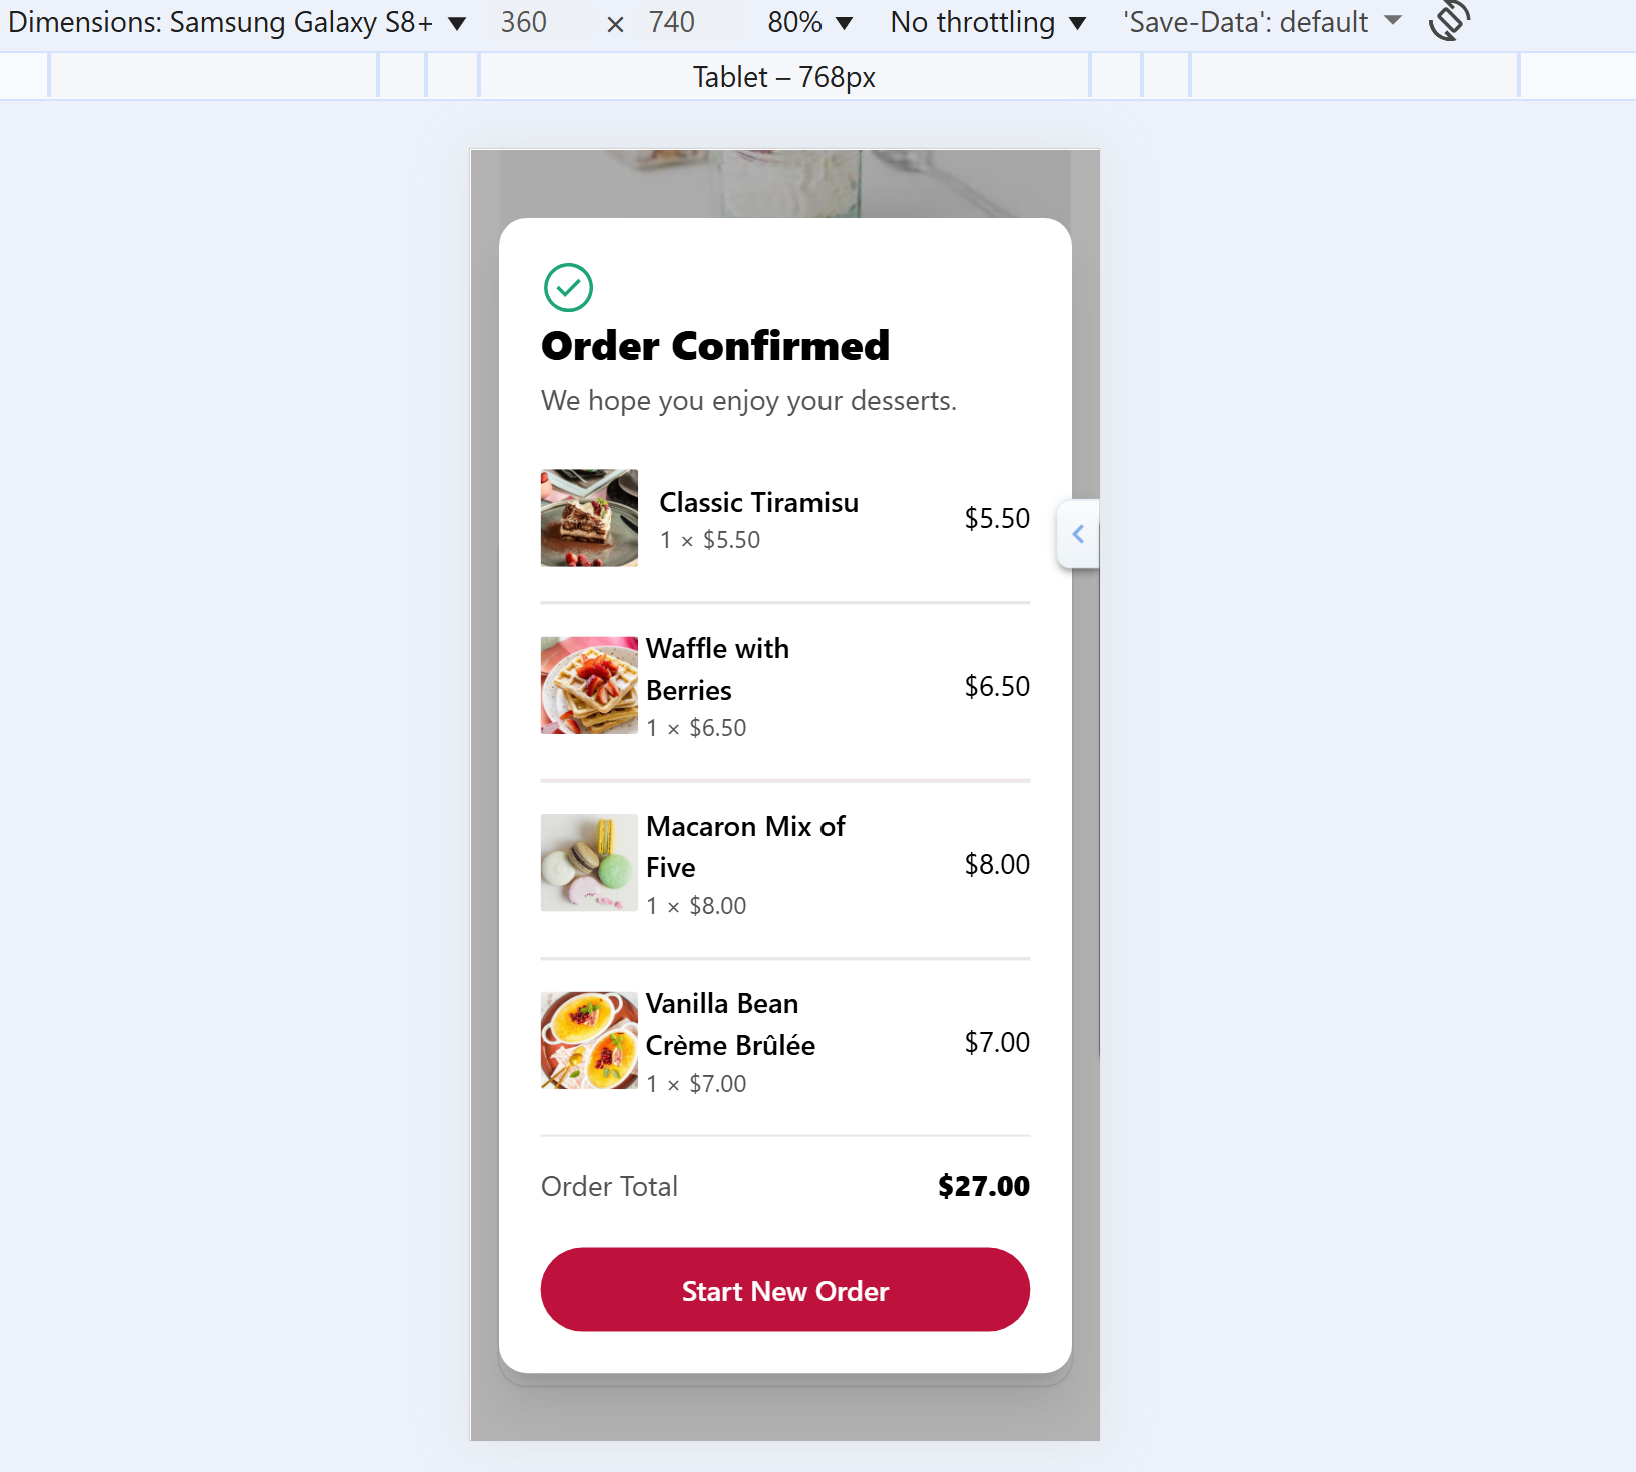 Dimensions: Samsung Galaxy S8+ 360 × 740 80% No throttling 'Save-Data': default
Tablet – 768px
Order Confirmed
We hope you enjoy your desserts.
Classic Tiramisu
1 × $5.50
$5.50
Waffle with
Berries
1 × $6.50
$6.50
Macaron Mix of
Five
1 × $8.00
$8.00
Vanilla Bean
Crème Brûlée
1 × $7.00
$7.00
Order Total $27.00
Start New Order